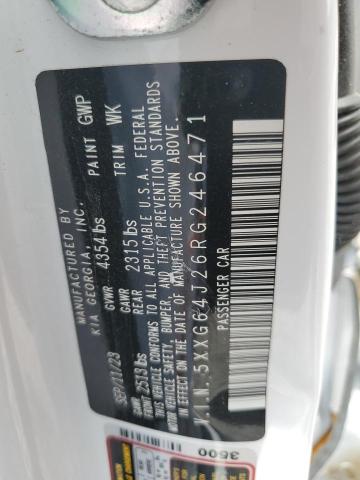 MANUFACTURED BY
KIA GEORGIA, INC.
SEP/11/23 GVWR 4354lbs PAINT GWP
GAWR FRONT 2513lbs GAWR REAR 2315lbs TRIM WK
THIS VEHICLE CONFORMS TO ALL APPLICABLE U.S.A. FEDERAL
MOTOR VEHICLE SAFETY, BUMPER, AND THEFT PREVENTION STANDARDS
IN EFFECT ON THE DATE OF MANUFACTURE SHOWN ABOVE.
5XXG64J26RG246471
PASSENGER CAR
3500